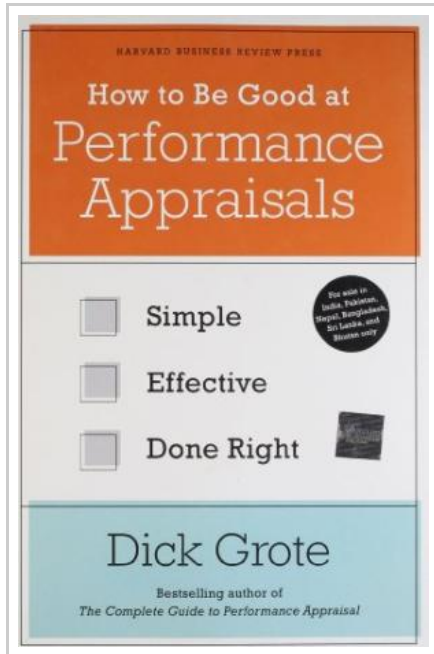 HARVARD BUSINESS REVIEW PRESS
How to Be Good at
Performance
Appraisals
Simple
For sale in
India, Pakistan,
Nepal, Bangladesh,
Sri Lanka, and
Bhutan only
Effective
Done Right
Dick Grote
Bestselling author of
The Complete Guide to Performance Appraisal